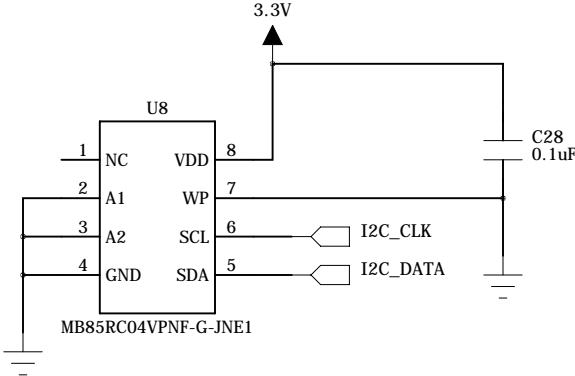 3.3V
U8
C28
0.1uF
1 NC VDD 8
2 A1 WP 7
3 A2 SCL 6 I2C_CLK
4 GND SDA 5 I2C_DATA
MB85RC04VPNF-G-JNE1